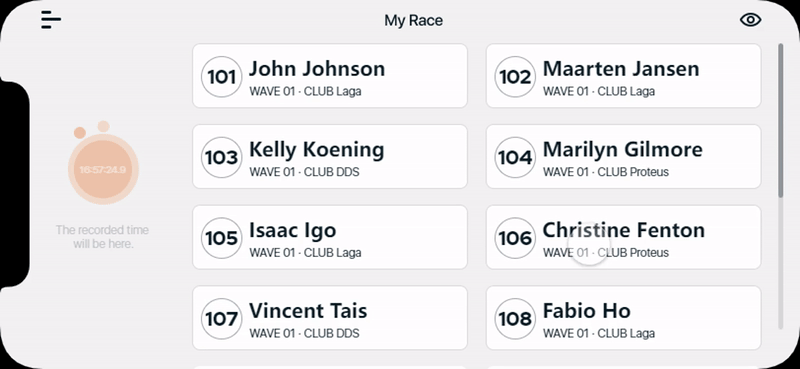 My Race
16:57:24.9
The recorded time
will be here.
101 John Johnson
WAVE 01 · CLUB Laga
102 Maarten Jansen
WAVE 01 · CLUB Laga
103 Kelly Koening
WAVE 01 · CLUB DDS
104 Marilyn Gilmore
WAVE 01 · CLUB Proteus
105 Isaac Igo
WAVE 01 · CLUB Laga
106 Christine Fenton
WAVE 01 · CLUB Proteus
107 Vincent Tais
WAVE 01 · CLUB DDS
108 Fabio Ho
WAVE 01 · CLUB Laga